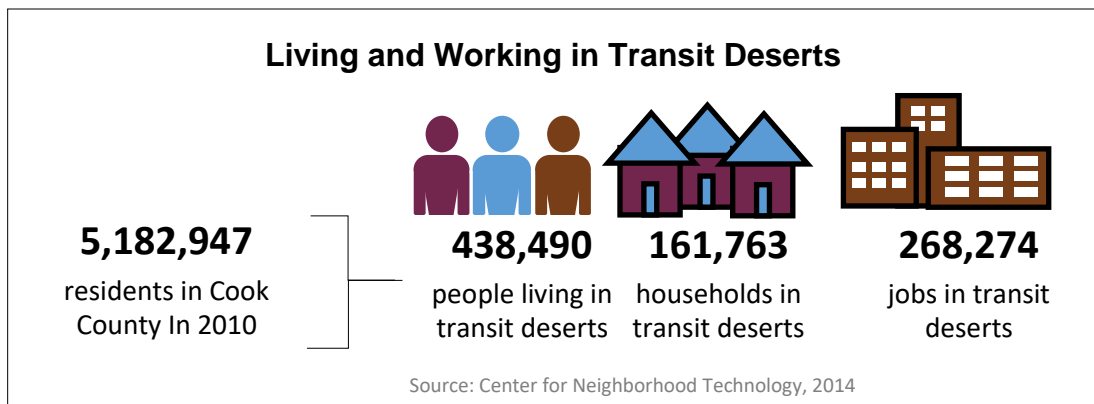 Living and Working in Transit Deserts
5,182,947
residents in Cook
County In 2010
438,490
people living in
transit deserts
161,763
households in
transit deserts
268,274
jobs in transit
deserts
Source: Center for Neighborhood Technology, 2014